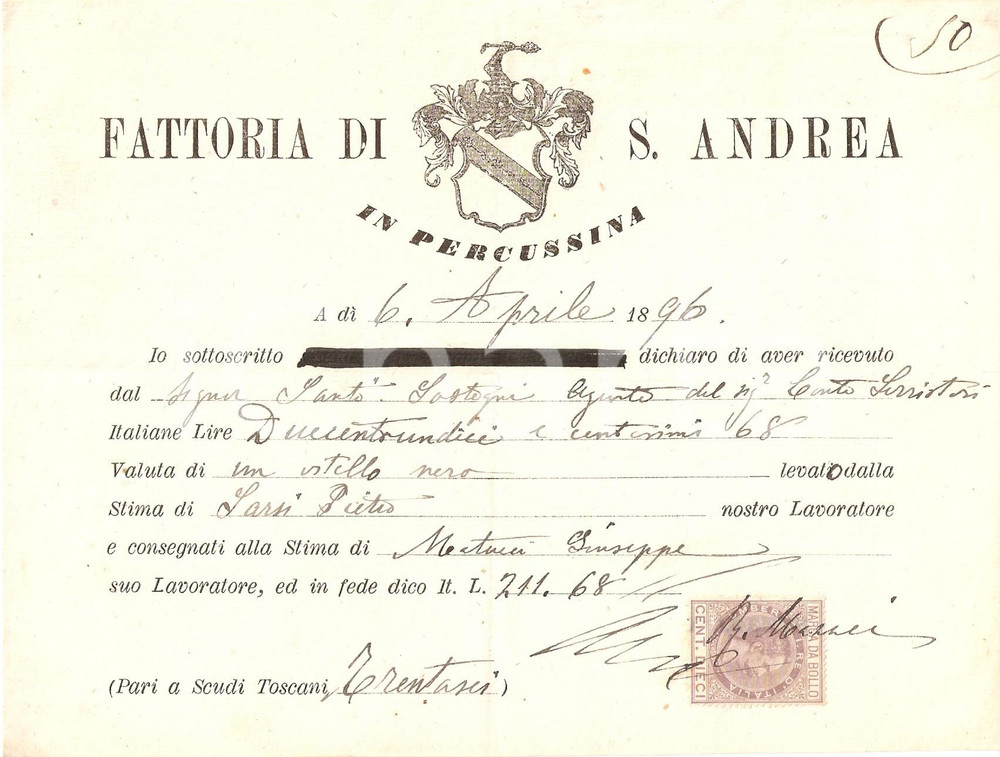 50
FATTORIA DI S. ANDREA
IN PERCUSSINA
A dì 6. Aprile 1896.
Io sottoscritto dichiaro di aver ricevuto
dal Signor Santi Sostegni Agente del sigr Conte Serristori
Italiane Lire Duecentoundici e centesimi 68
Valuta di un vitello nero levato dalla
Stima di Sarsi Pietro nostro Lavoratore
e consegnati alla Stima di Matucci Giuseppe
suo Lavoratore, ed in fede dico It. L. 211.68
MARCA DA BOLLO
CENT. DIECI
(Pari a Scudi Toscani Trentasei)